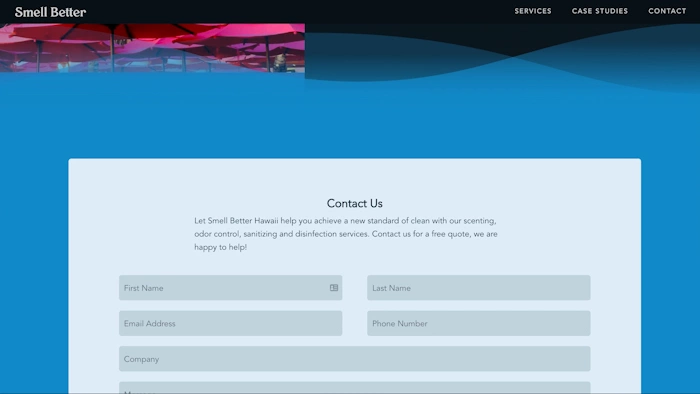 Smell Better
SERVICES
CASE STUDIES
CONTACT
Contact Us
Let Smell Better Hawaii help you achieve a new standard of clean with our scenting,
odor control, sanitizing and disinfection services. Contact us for a free quote, we are
happy to help!
First Name
Last Name
Email Address
Phone Number
Company